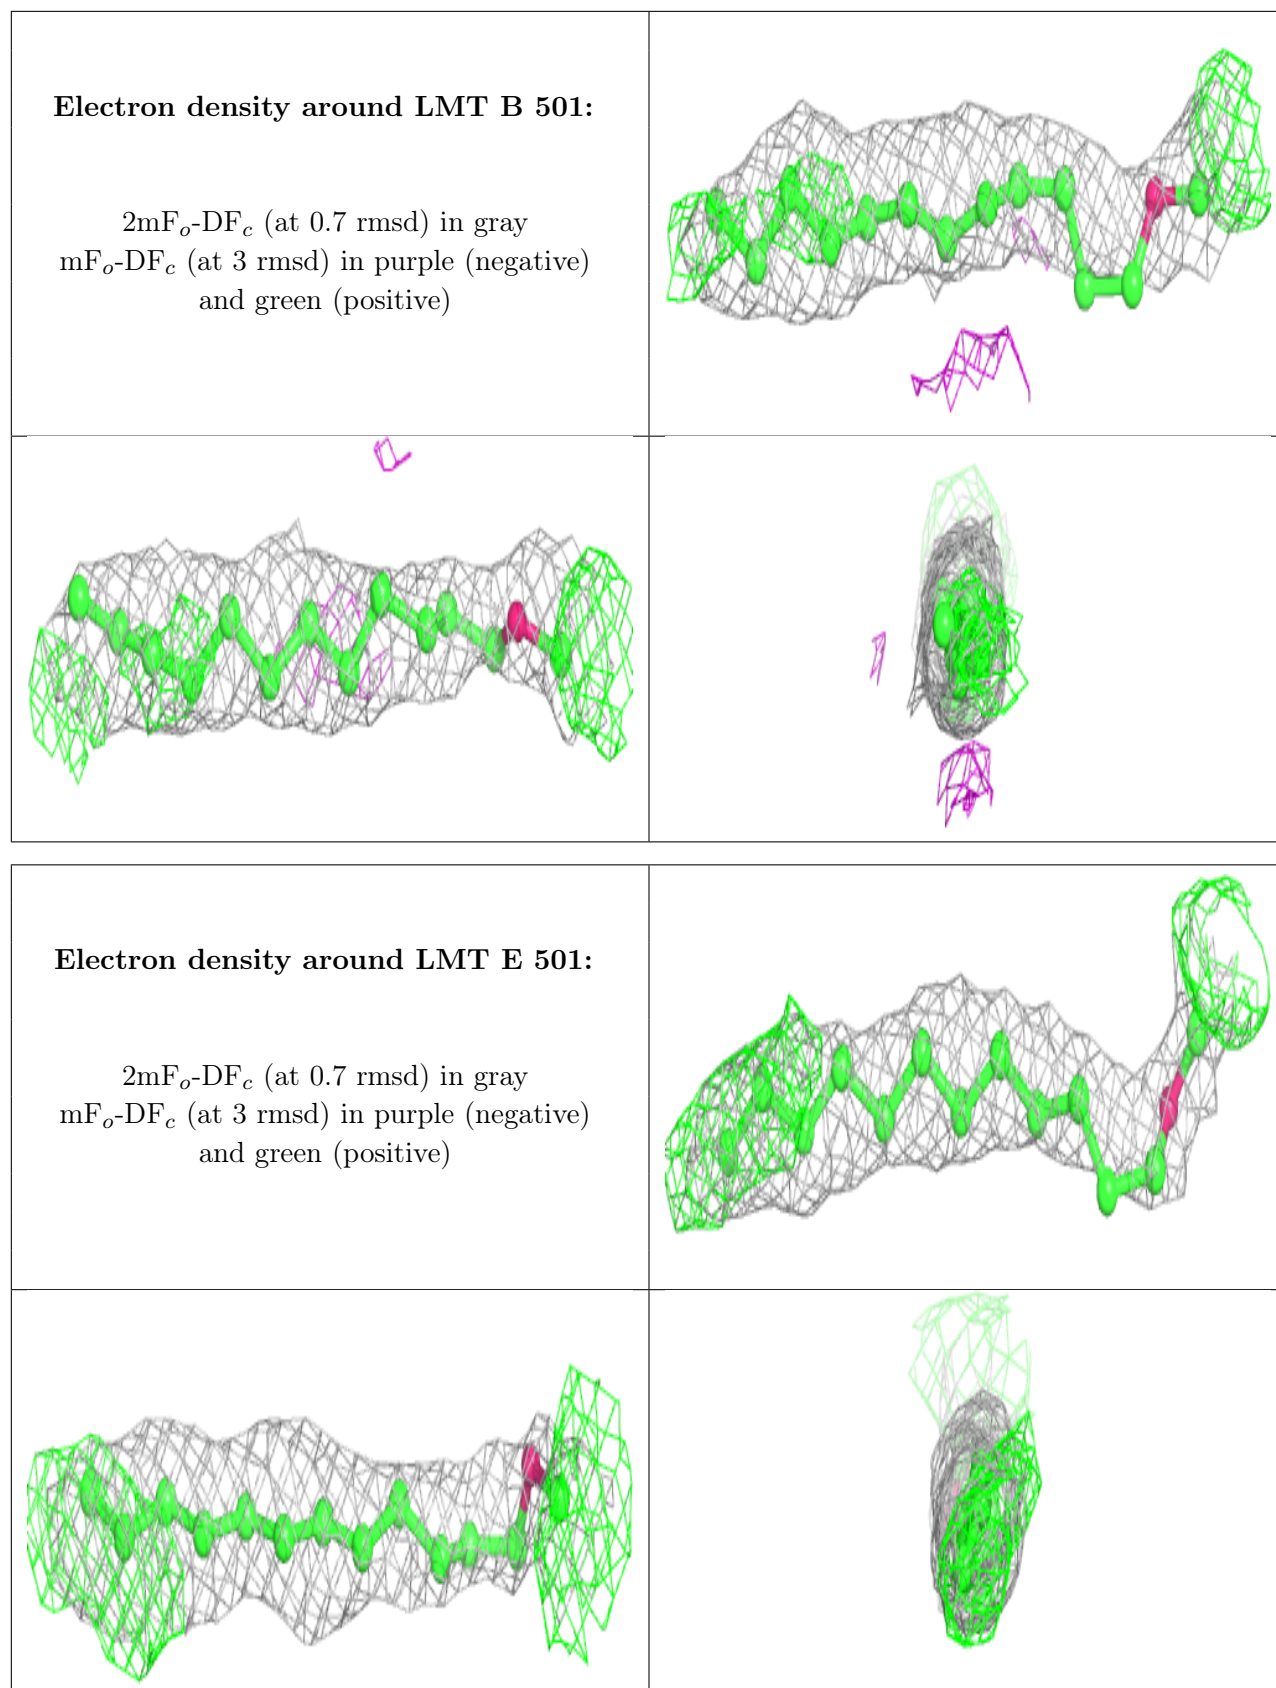 Electron density around LMT B 501:
2mFo-DFc (at 0.7 rmsd) in gray
mFo-DFc (at 3 rmsd) in purple (negative)
and green (positive)
Electron density around LMT E 501:
2mFo-DFc (at 0.7 rmsd) in gray
mFo-DFc (at 3 rmsd) in purple (negative)
and green (positive)